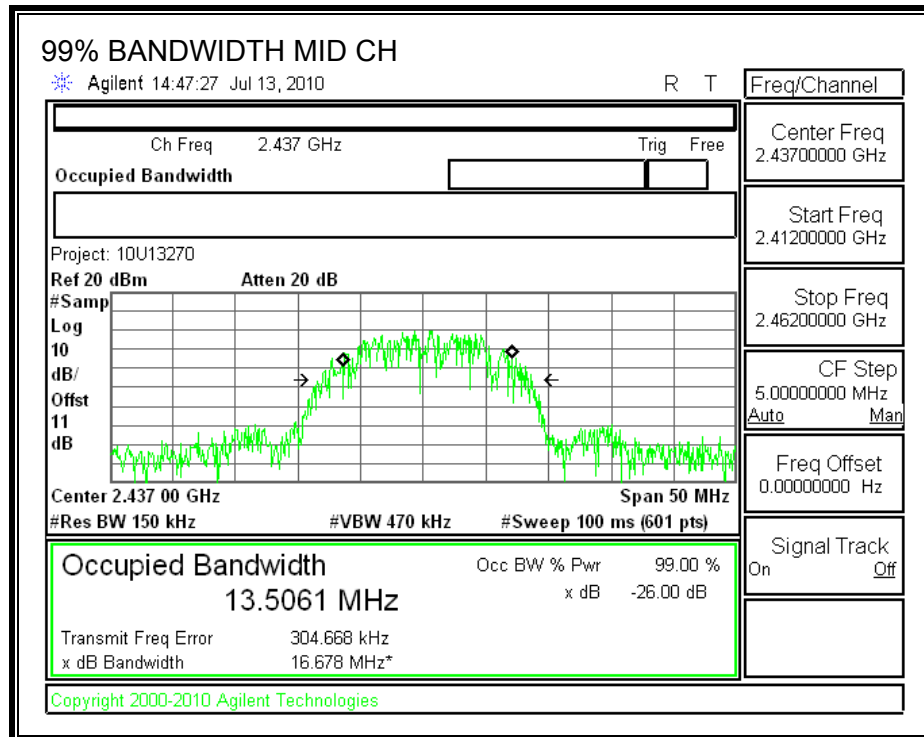 99% BANDWIDTH MID CH
Agilent 14:47:27 Jul 13, 2010 R T
Freq/Channel
Ch Freq 2.437 GHz Trig Free
Occupied Bandwidth
Center Freq
2.43700000 GHz
Start Freq
2.41200000 GHz
Stop Freq
2.46200000 GHz
CF Step
5.00000000 MHz
Auto Man
Freq Offset
0.00000000 Hz
Signal Track
On Off
Project: 10U13270
Ref 20 dBm Atten 20 dB
#Samp
Log
10
dB/
Offst
11
dB
Center 2.437 00 GHz Span 50 MHz
#Res BW 150 kHz #VBW 470 kHz #Sweep 100 ms (601 pts)
Occupied Bandwidth Occ BW % Pwr 99.00 %
13.5061 MHz x dB -26.00 dB
Transmit Freq Error 304.668 kHz
x dB Bandwidth 16.678 MHz*
Copyright 2000-2010 Agilent Technologies